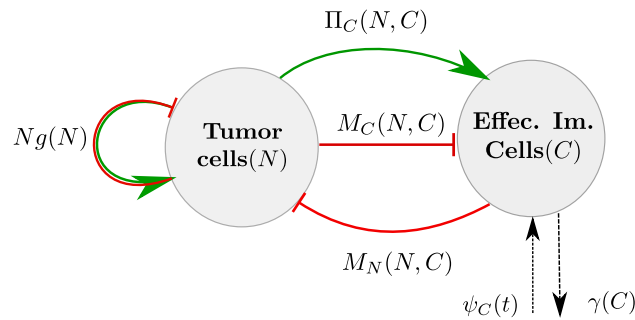 Π_C(N, C)
Ng(N)
Tumor
cells(N)
M_C(N, C)
Effec. Im.
Cells(C)
M_N(N, C)
ψ_C(t)
γ(C)